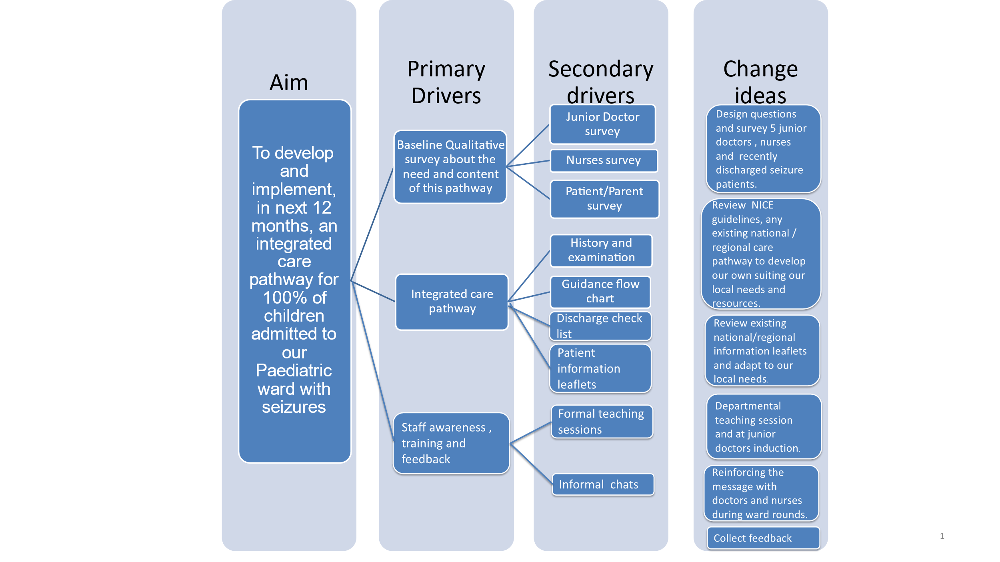 Aim
To develop
and
implement,
in next 12
months, an
integrated
care
pathway for
100% of
children
admitted to
our
Paediatric
ward with
seizures
Primary
Drivers
Baseline Qualitative
survey about the
need and content
of this pathway
Integrated care
pathway
Staff awareness ,
training and
feedback
Secondary
drivers
Junior Doctor
survey
Nurses survey
Patient/Parent
survey
History and
examination
Guidance flow
chart
Discharge check
list
Patient
information
leaflets
Formal teaching
sessions
Informal  chats
Change
ideas
Design questions
and survey 5 junior
doctors , nurses
and  recently
discharged seizure
patients.
Review  NICE
guidelines, any
existing national /
regional care
pathway to develop
our own suiting our
local needs and
resources.
Review existing
national/regional
information leaflets
and adapt to our
local needs.
Departmental
teaching session
and at junior
doctors induction.
Reinforcing the
message with
doctors and nurses
during ward rounds.
Collect feedback
1